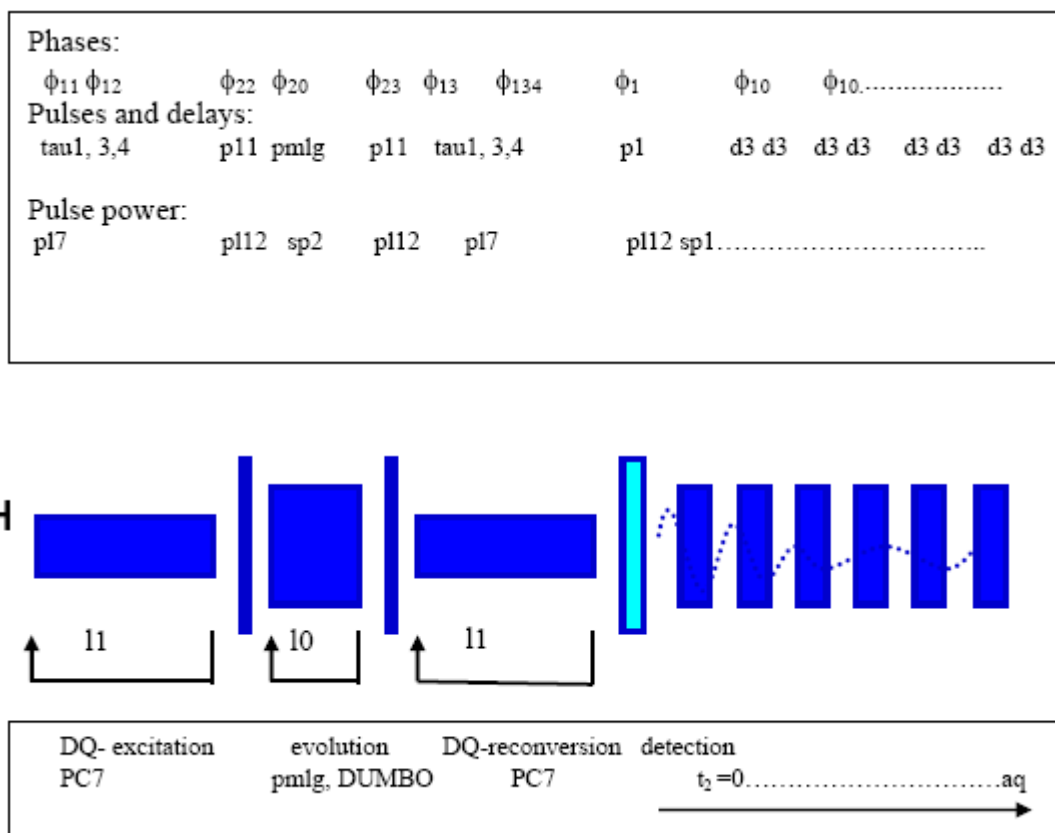 Phases:
ϕ11 ϕ12 ϕ22 ϕ20 ϕ23 ϕ13 ϕ134 ϕ1 ϕ10 ϕ10...................
Pulses and delays:
tau1, 3,4 p11 pmlg p11 tau1, 3,4 p1 d3 d3 d3 d3 d3 d3 d3 d3
Pulse power:
pl7 pl12 sp2 pl12 pl7 pl12 sp1…………………………..
H
l1 l0 l1
DQ- excitation evolution DQ-reconversion detection
PC7 pmlg, DUMBO PC7 t2 =0……………………….aq